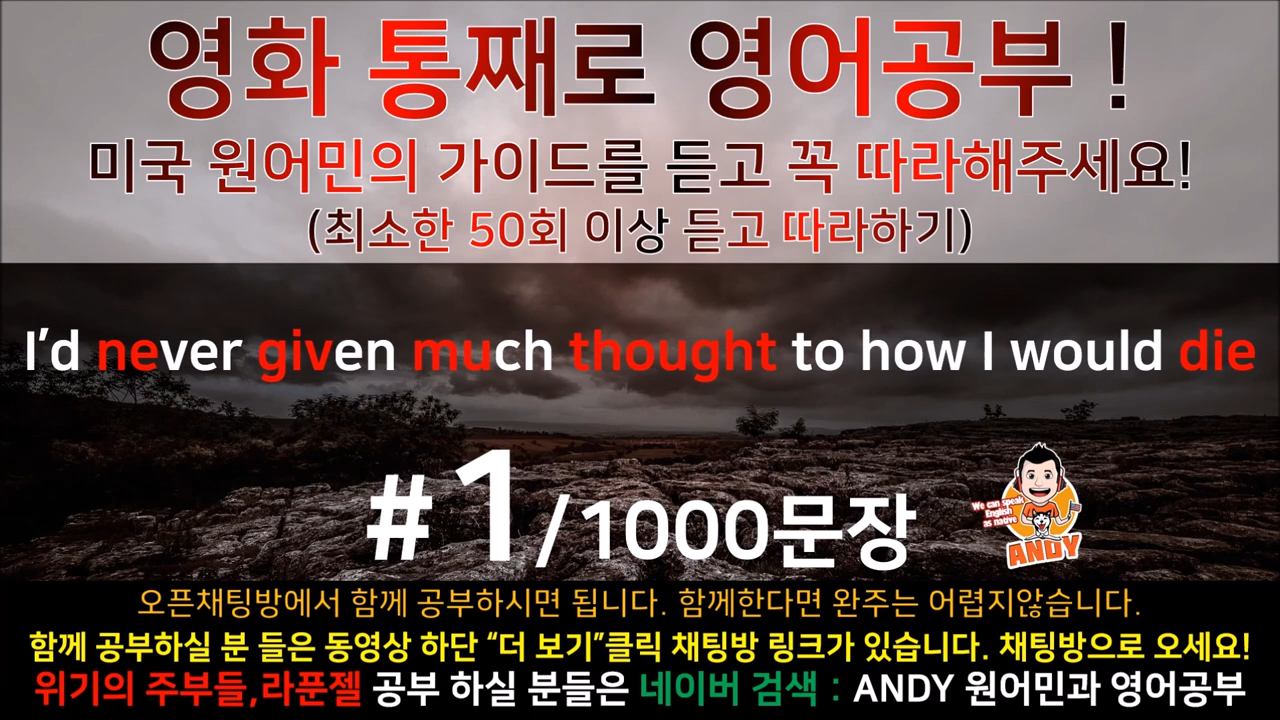 영화 통째로 영어공부 !
미국 원어민의 가이드를 듣고 꼭 따라해주세요!
(최소한 50회 이상 듣고 따라하기)
I’d never given much thought to how I would die
#1/1000문장
We can speak
English
as native
ANDY
오픈채팅방에서 함께 공부하시면 됩니다. 함께한다면 완주는 어렵지않습니다.
함께 공부하실 분 들은 동영상 하단 “더 보기”클릭 채팅방 링크가 있습니다. 채팅방으로 오세요!
위기의 주부들,라푼젤 공부 하실 분들은 네이버 검색 : ANDY 원어민과 영어공부